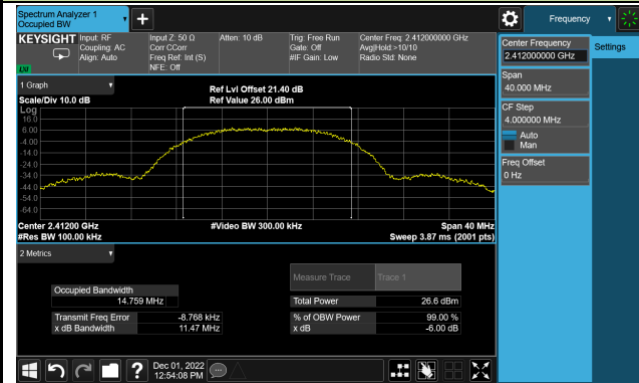 Spectrum Analyzer 1
Occupied BW
+
Frequency
KEYSIGHT
Input: RF
Coupling: AC
Align: Auto
Input Z: 50 Ω
Corr CCorr
Freq Ref: Int (S)
NFE: Off
Atten: 10 dB
Trig: Free Run
Gate: Off
#IF Gain: Low
Center Freq: 2.412000000 GHz
Avg|Hold:>10/10
Radio Std: None
Center Frequency
2.412000000 GHz
Settings
Span
40.000 MHz
CF Step
4.000000 MHz
Auto
Man
Freq Offset
0 Hz
1 Graph
Scale/Div 10.0 dB
Ref Lvl Offset 21.40 dB
Ref Value 26.00 dBm
Log
16.0
6.00
-4.00
-14.0
-24.0
-34.0
-44.0
-54.0
-64.0
Center 2.41200 GHz
#Res BW 100.00 kHz
#Video BW 300.00 kHz
Span 40 MHz
Sweep 3.87 ms (2001 pts)
2 Metrics
Measure Trace
Trace 1
Occupied Bandwidth
14.759 MHz
Total Power
26.6 dBm
Transmit Freq Error
-8.768 kHz
% of OBW Power
99.00 %
x dB Bandwidth
11.47 MHz
x dB
-6.00 dB
?
Dec 01, 2022
12:54:08 PM